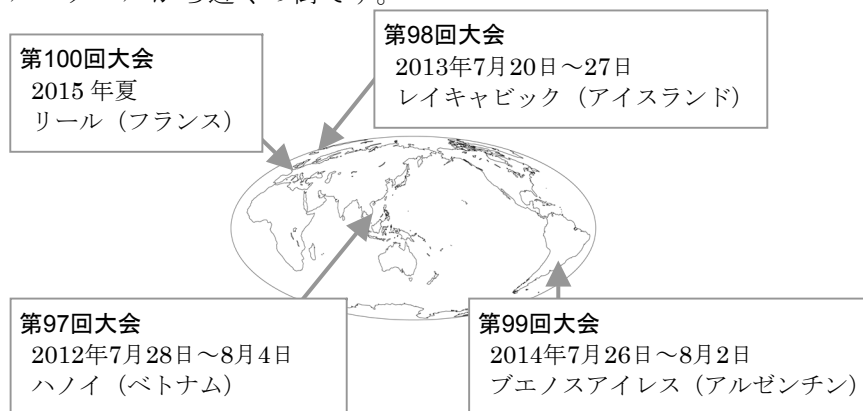 第100回大会
2015 年夏
リール（フランス）
第98回大会
2013年7月20日～27日
レイキャビック（アイスランド）
第97回大会
2012年7月28日～8月4日
ハノイ（ベトナム）
第99回大会
2014年7月26日～8月2日
ブエノスアイレス（アルゼンチン）